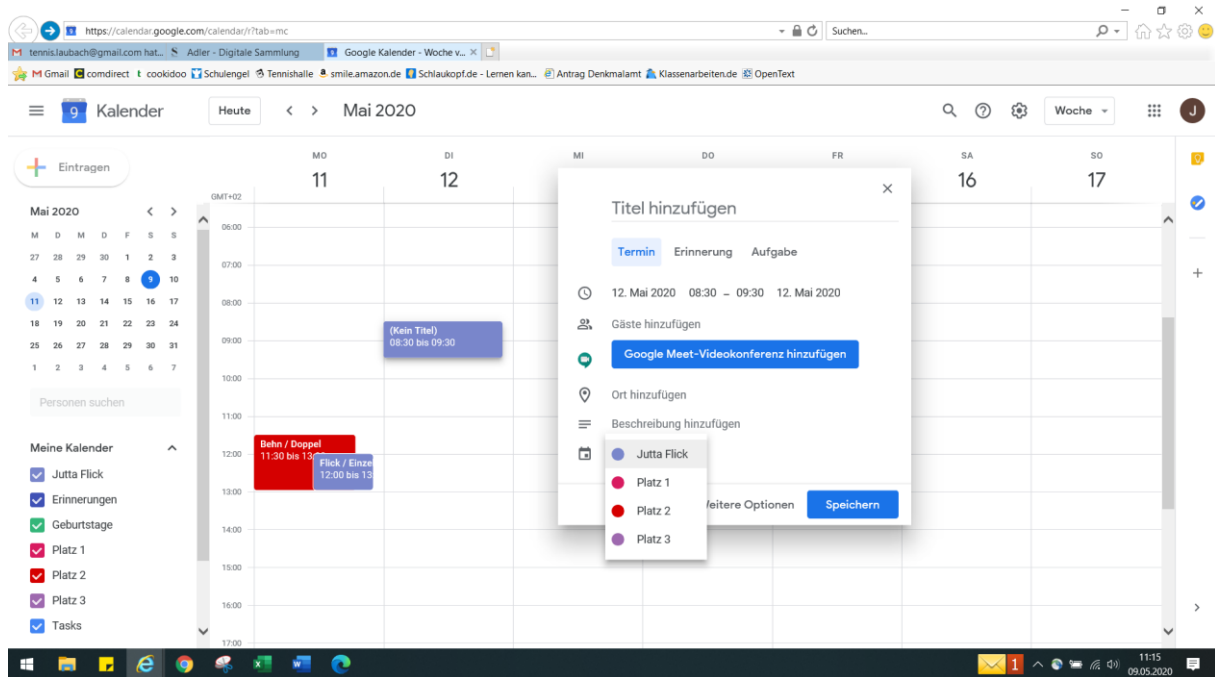 https://calendar.google.com/calendar/r?tab=mc
Suchen...
tennis.laubach@gmail.com hat...
Adler - Digitale Sammlung
Google Kalender - Woche v...
Gmail
comdirect
cookidoo
Schulengel
Tennishalle
smile.amazon.de
Schlaukopf.de - Lernen kan...
Antrag Denkmalamt
Klassenarbeiten.de
OpenText
9
Kalender
Heute
Mai 2020
Woche
J
Eintragen
MO
DI
MI
DO
FR
SA
SO
11
12
16
17
GMT+02
Mai 2020
M D M D F S S
27 28 29 30 1 2 3
4 5 6 7 8 9 10
11 12 13 14 15 16 17
18 19 20 21 22 23 24
25 26 27 28 29 30 31
1 2 3 4 5 6 7
Personen suchen
Meine Kalender
Jutta Flick
Erinnerungen
Geburtstage
Platz 1
Platz 2
Platz 3
Tasks
06:00
07:00
08:00
09:00
10:00
11:00
12:00
13:00
14:00
15:00
16:00
17:00
(Kein Titel)
08:30 bis 09:30
Behn / Doppel
11:30 bis 13
Flick / Einze
12:00 bis 13
Titel hinzufügen
Termin
Erinnerung
Aufgabe
12. Mai 2020 08:30 – 09:30 12. Mai 2020
Gäste hinzufügen
Google Meet-Videokonferenz hinzufügen
Ort hinzufügen
Beschreibung hinzufügen
Jutta Flick
Platz 1
Platz 2
Platz 3
eitere Optionen
Speichern
1
11:15
09.05.2020